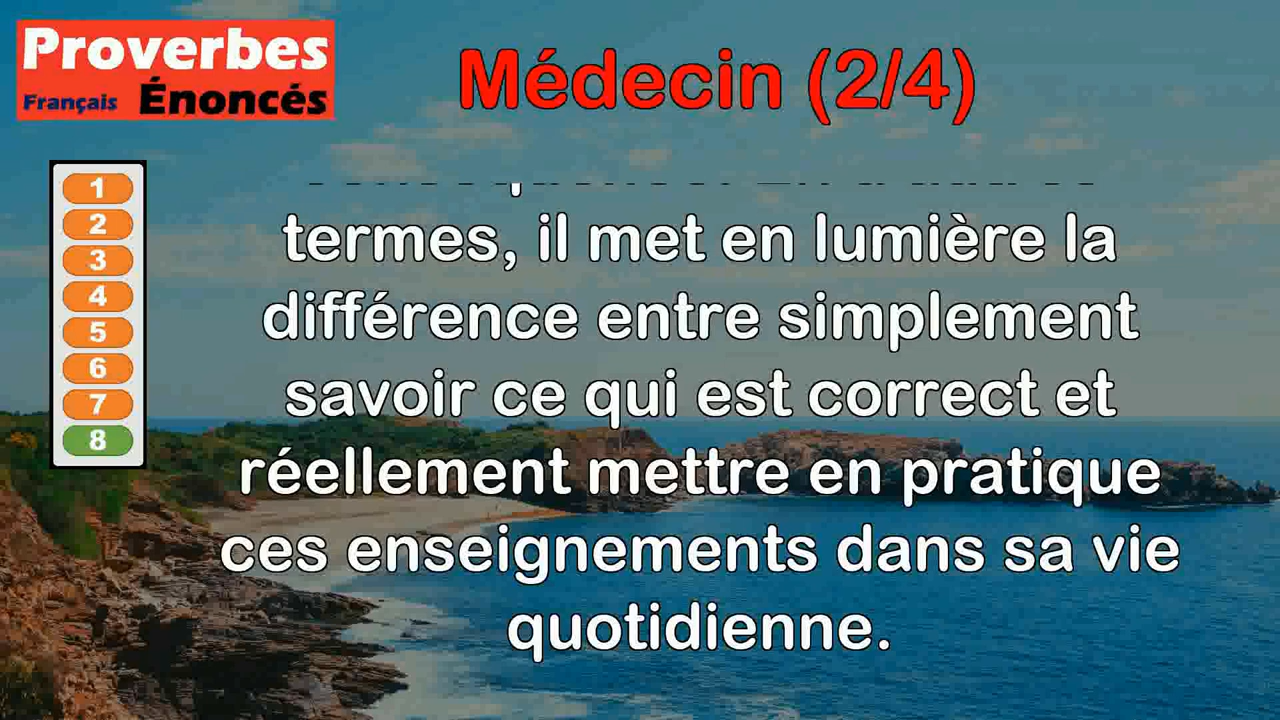 Proverbes
Français Énoncés
Médecin (2/4)
1
2
3
4
5
6
7
8
termes, il met en lumière la
différence entre simplement
savoir ce qui est correct et
réellement mettre en pratique
ces enseignements dans sa vie
quotidienne.